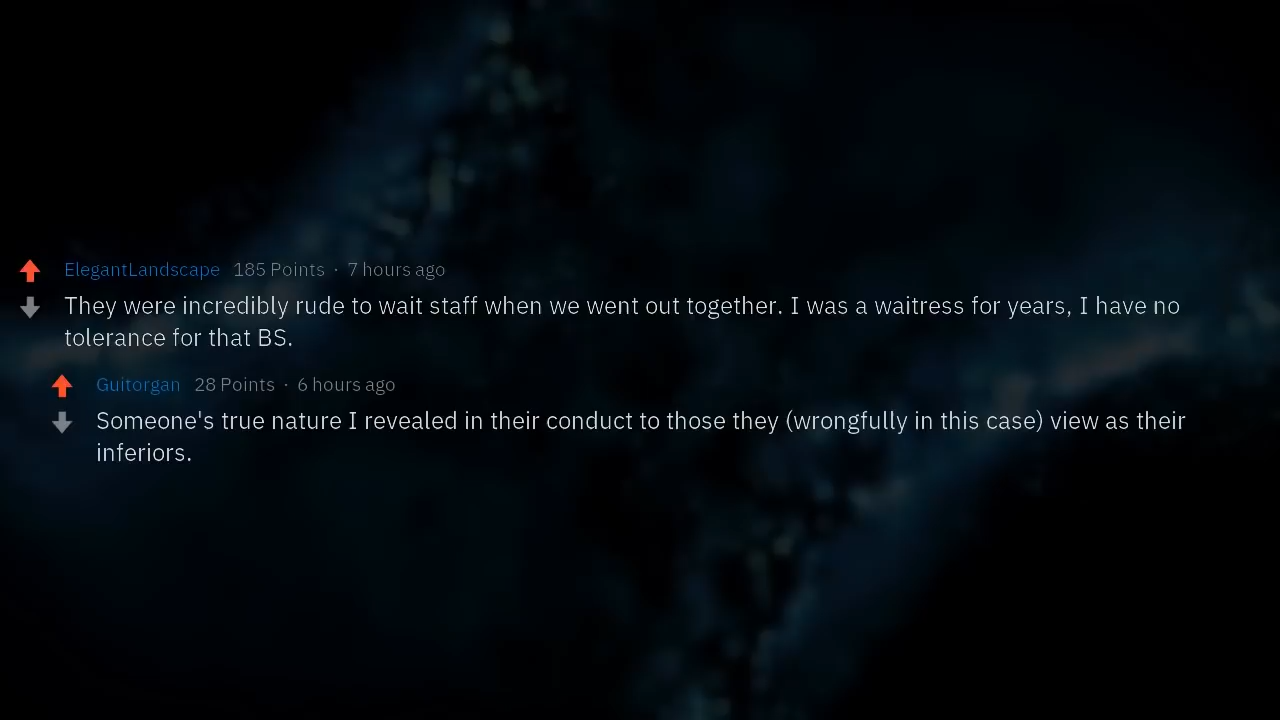 ElegantLandscape 185 Points · 7 hours ago
They were incredibly rude to wait staff when we went out together. I was a waitress for years, I have no
tolerance for that BS.
Guitorgan 28 Points · 6 hours ago
Someone's true nature I revealed in their conduct to those they (wrongfully in this case) view as their
inferiors.